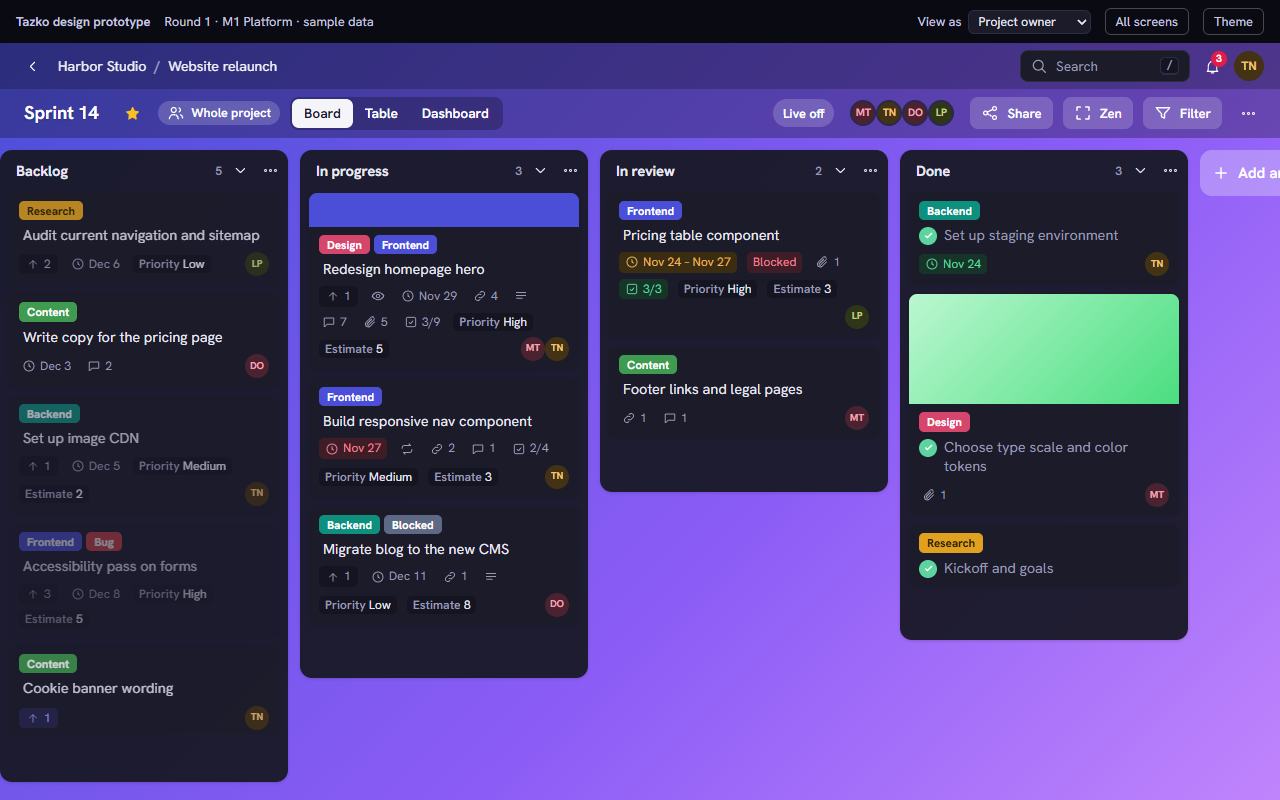 Tazko design prototype Round 1 · M1 Platform · sample data View as Project owner All screens Theme
Harbor Studio / Website relaunch Search / 3 TN
Sprint 14 Whole project Board Table Dashboard Live off MT TN DO LP Share Zen Filter
Backlog 5
Research
Audit current navigation and sitemap
2 Dec 6 Priority Low LP
Content
Write copy for the pricing page
Dec 3 2 DO
Backend
Set up image CDN
1 Dec 5 Priority Medium
Estimate 2 TN
Frontend Bug
Accessibility pass on forms
3 Dec 8 Priority High
Estimate 5
Content
Cookie banner wording
1 TN
In progress 3
Design Frontend
Redesign homepage hero
1 Nov 29 4
7 5 3/9 Priority High
Estimate 5 MT TN
Frontend
Build responsive nav component
Nov 27 2 1 2/4
Priority Medium Estimate 3 TN
Backend Blocked
Migrate blog to the new CMS
1 Dec 11 1
Priority Low Estimate 8 DO
In review 2
Frontend
Pricing table component
Nov 24 - Nov 27 Blocked 1
3/3 Priority High Estimate 3
LP
Content
Footer links and legal pages
1 1 MT
Done 3
Backend
Set up staging environment
Nov 24 TN
Design
Choose type scale and color
tokens
1 MT
Research
Kickoff and goals
Add